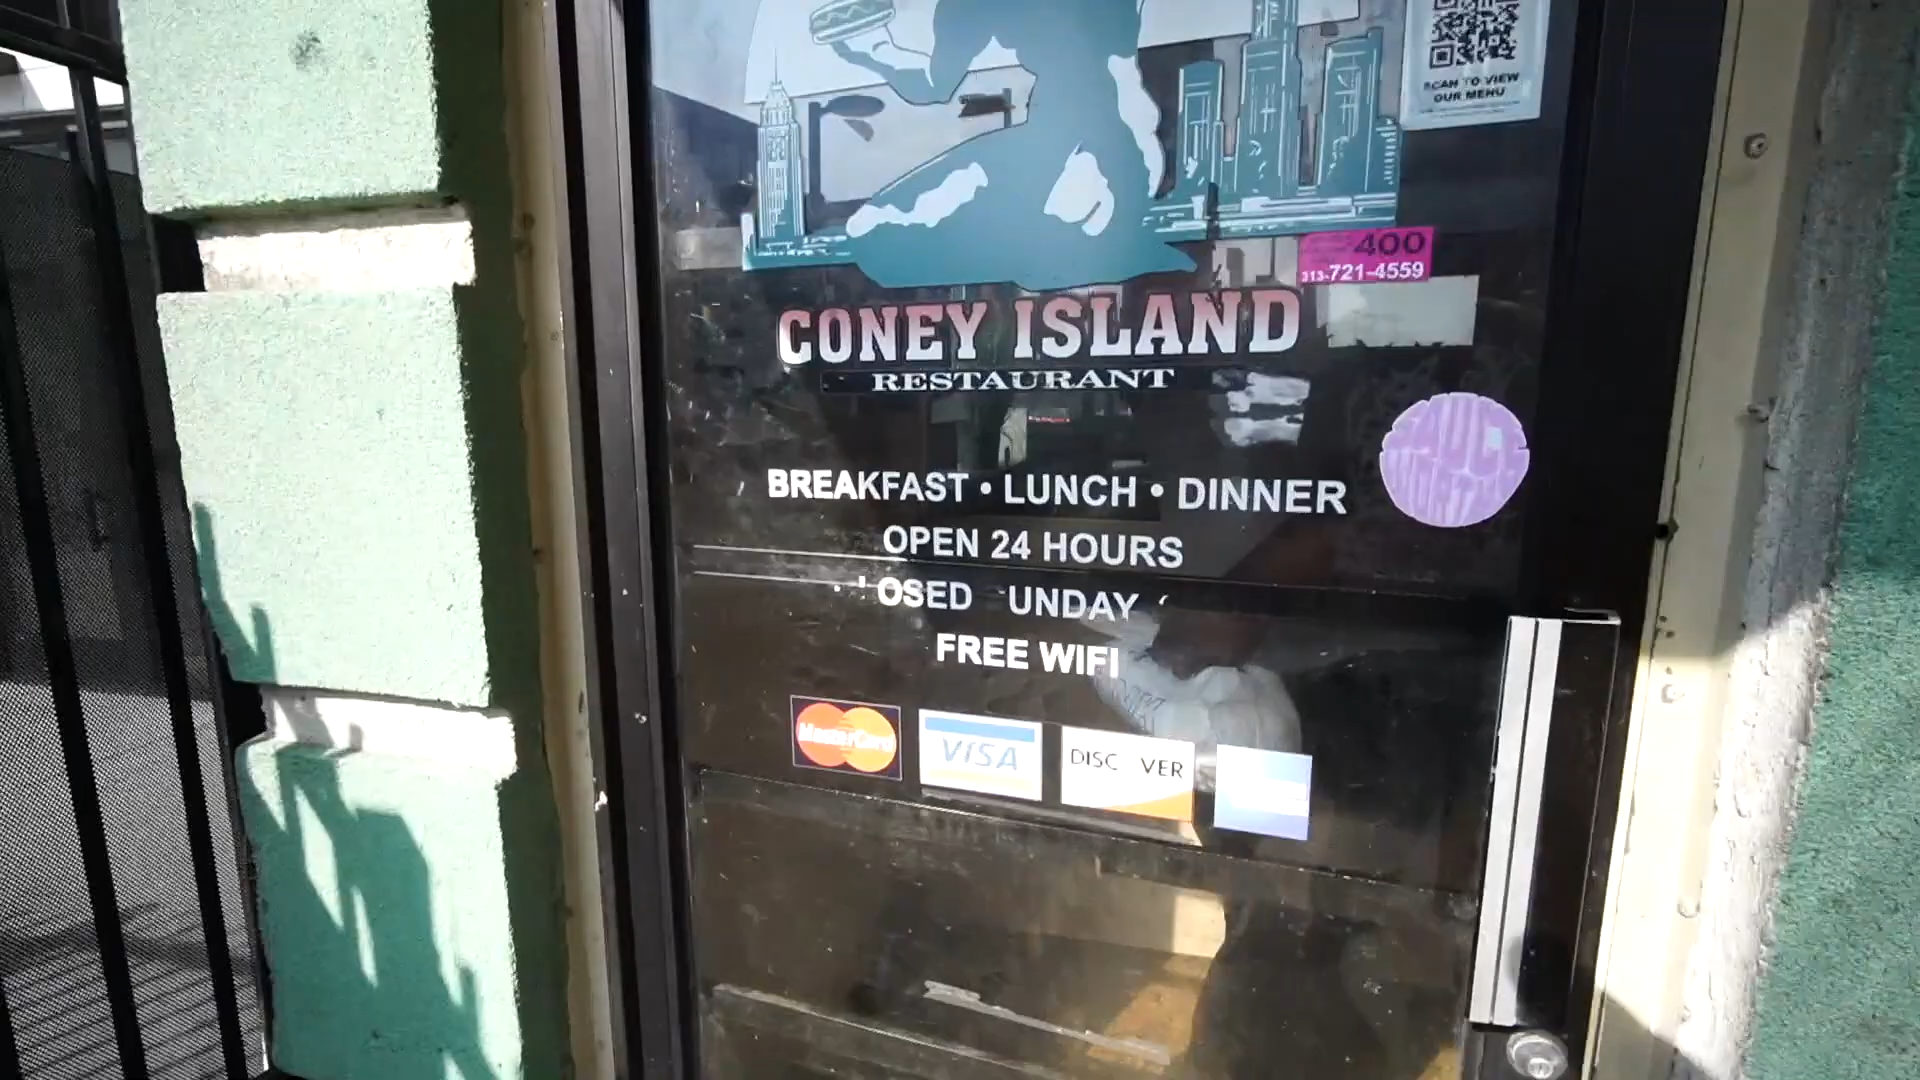 SCAN TO VIEW
OUR MENU
400
313-721-4559
CONEY ISLAND
RESTAURANT
BREAKFAST • LUNCH • DINNER
OPEN 24 HOURS
OSED UNDAY
FREE WIFI
MasterCard
VISA
DISC VER